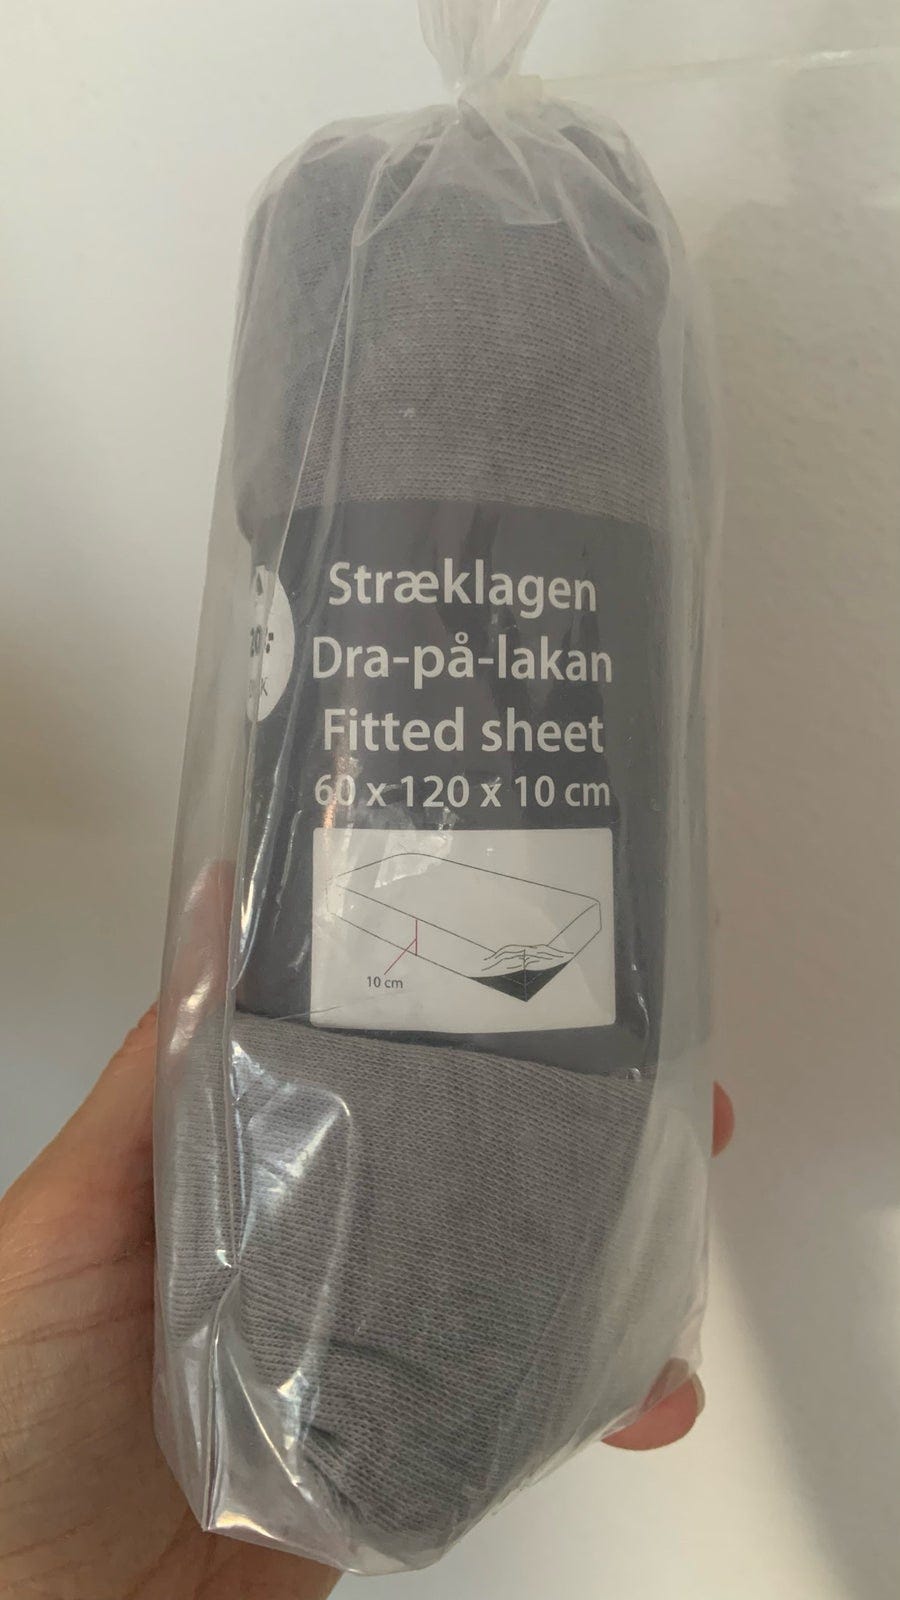 Stræklagen
Dra-på-lakan
Fitted sheet
60 x 120 x 10 cm
10 cm